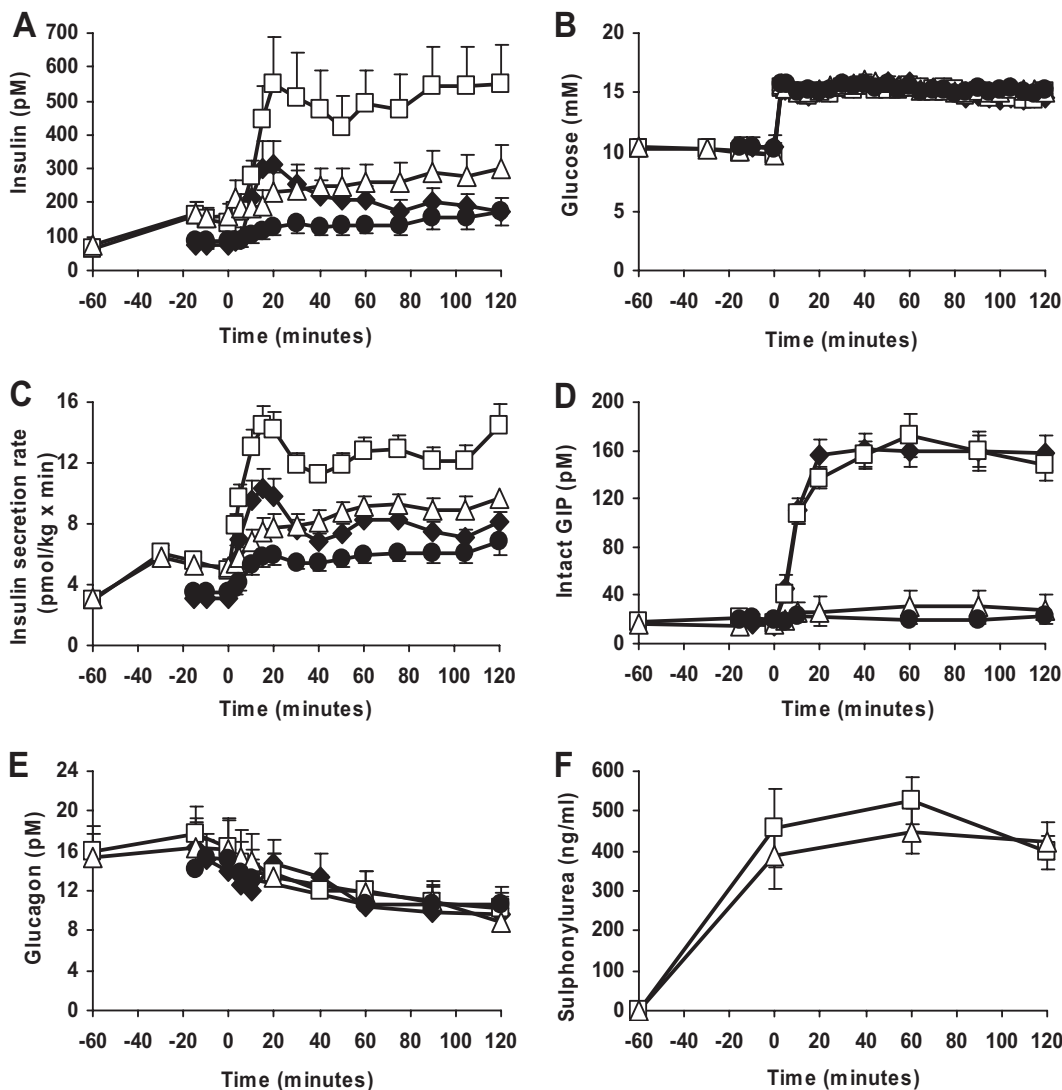 A
Insulin (pM)
700
600
500
400
300
200
100
0
-60 -40 -20 0 20 40 60 80 100 120
Time (minutes)
B
Glucose (mM)
20
15
10
5
0
-60 -40 -20 0 20 40 60 80 100 120
Time (minutes)
C
Insulin secretion rate
(pmol/kg x min)
16
12
8
4
0
-60 -40 -20 0 20 40 60 80 100 120
Time (minutes)
D
Intact GIP (pM)
200
160
120
80
40
0
-60 -40 -20 0 20 40 60 80 100 120
Time (minutes)
E
Glucagon (pM)
24
20
16
12
8
4
0
-60 -40 -20 0 20 40 60 80 100 120
Time (minutes)
F
Sulphonylurea (ng/ml)
600
500
400
300
200
100
0
-60 -40 -20 0 20 40 60 80 100 120
Time (minutes)